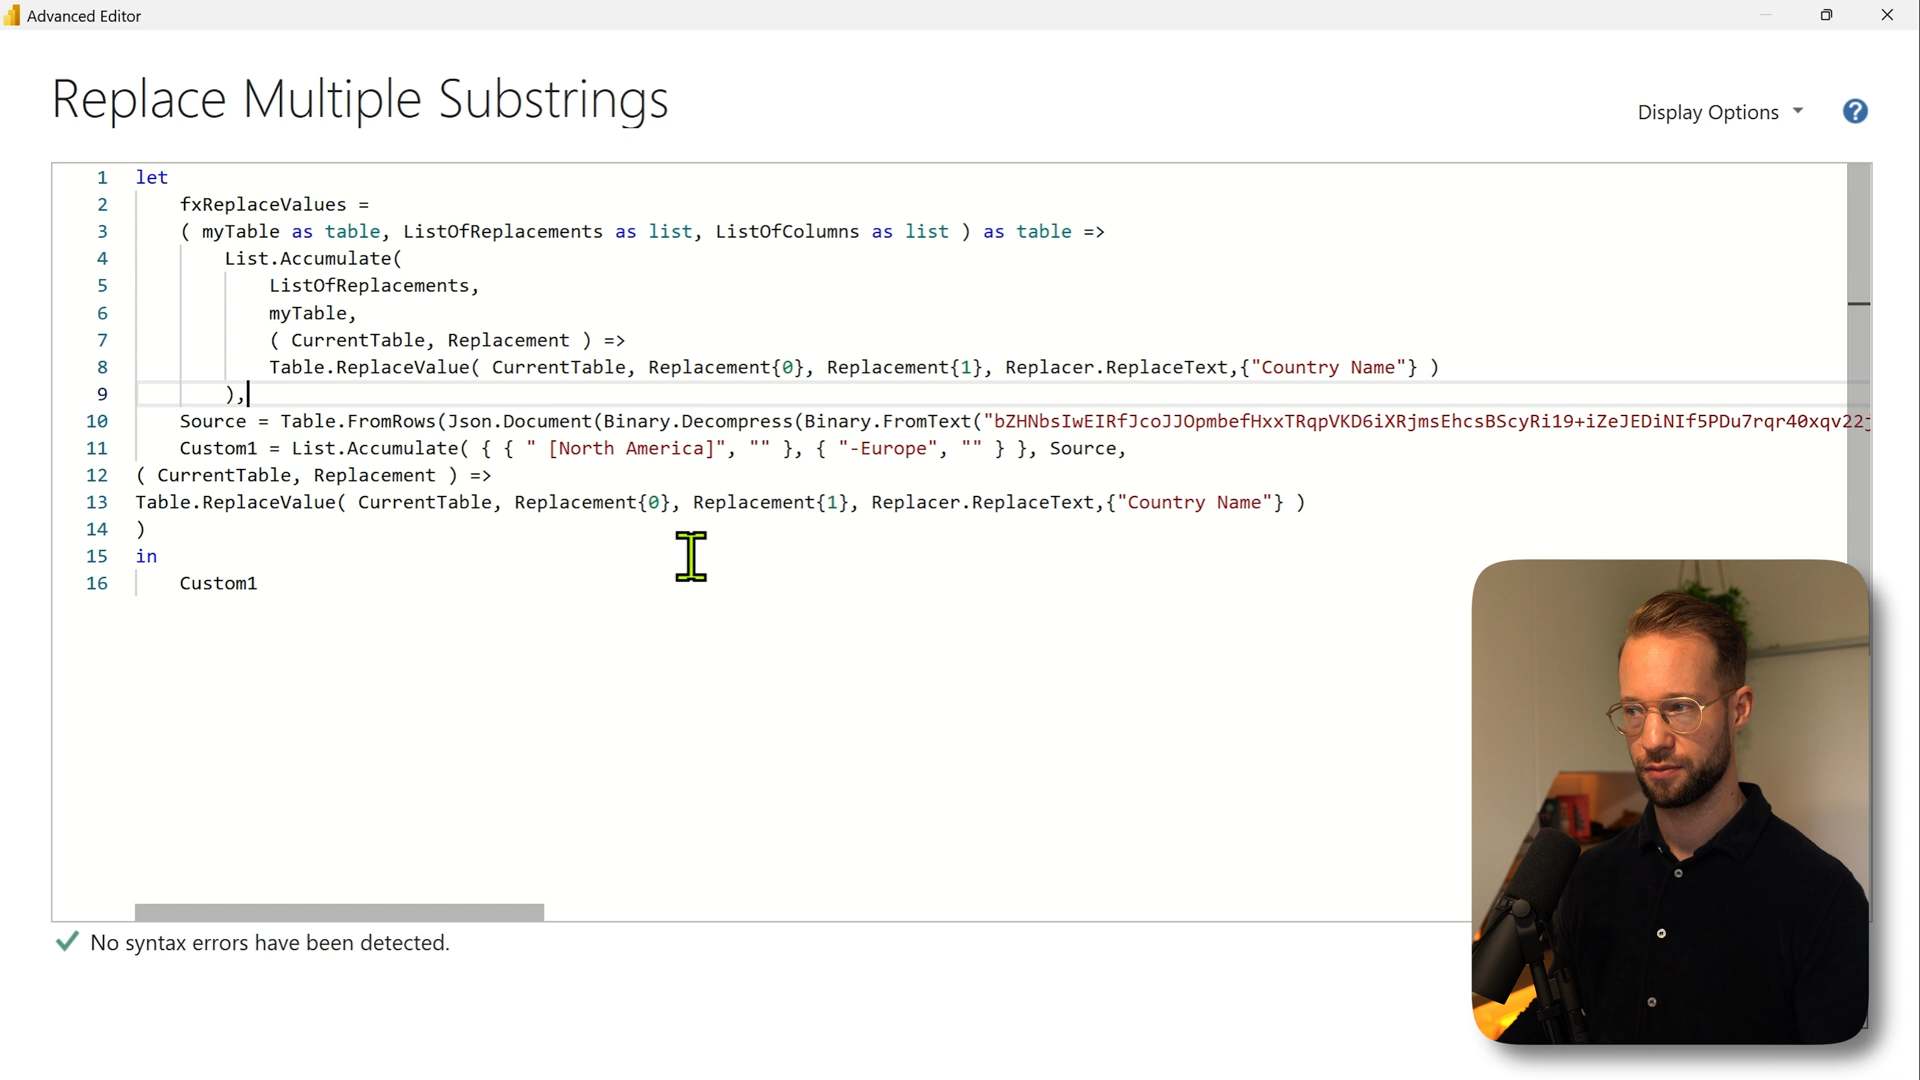 Advanced Editor
Replace Multiple Substrings
Display Options
?
1 let
2 fxReplaceValues =
3 ( myTable as table, ListOfReplacements as list, ListOfColumns as list ) as table =>
4 List.Accumulate(
5 ListOfReplacements,
6 myTable,
7 ( CurrentTable, Replacement ) =>
8 Table.ReplaceValue( CurrentTable, Replacement{0}, Replacement{1}, Replacer.ReplaceText,{"Country Name"} )
9 ),
10 Source = Table.FromRows(Json.Document(Binary.Decompress(Binary.FromText("bZHNbsIwEIRfJcoJJOpmbefHxxTRqpVKD6iXRjmsEhcsBScyRi19+iZeJEDiNIf5PDu7rqr40xqv22
11 Custom1 = List.Accumulate( { { " [North America]", "" }, { "-Europe", "" } }, Source,
12 ( CurrentTable, Replacement ) =>
13 Table.ReplaceValue( CurrentTable, Replacement{0}, Replacement{1}, Replacer.ReplaceText,{"Country Name"} )
14 )
15 in
16 Custom1
No syntax errors have been detected.